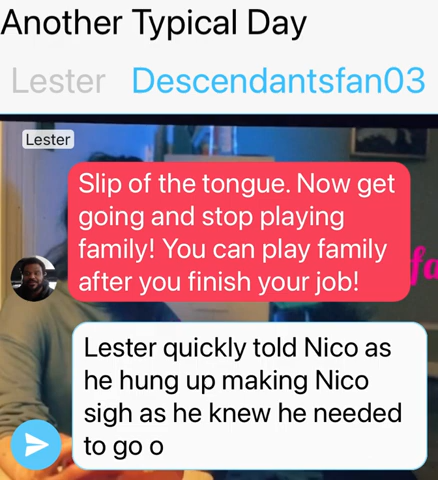 Another Typical Day
Lester Descendantsfan03
Lester
Slip of the tongue. Now get
going and stop playing
family! You can play family
after you finish your job!
fa
Lester quickly told Nico as
he hung up making Nico
sigh as he knew he needed
to go o